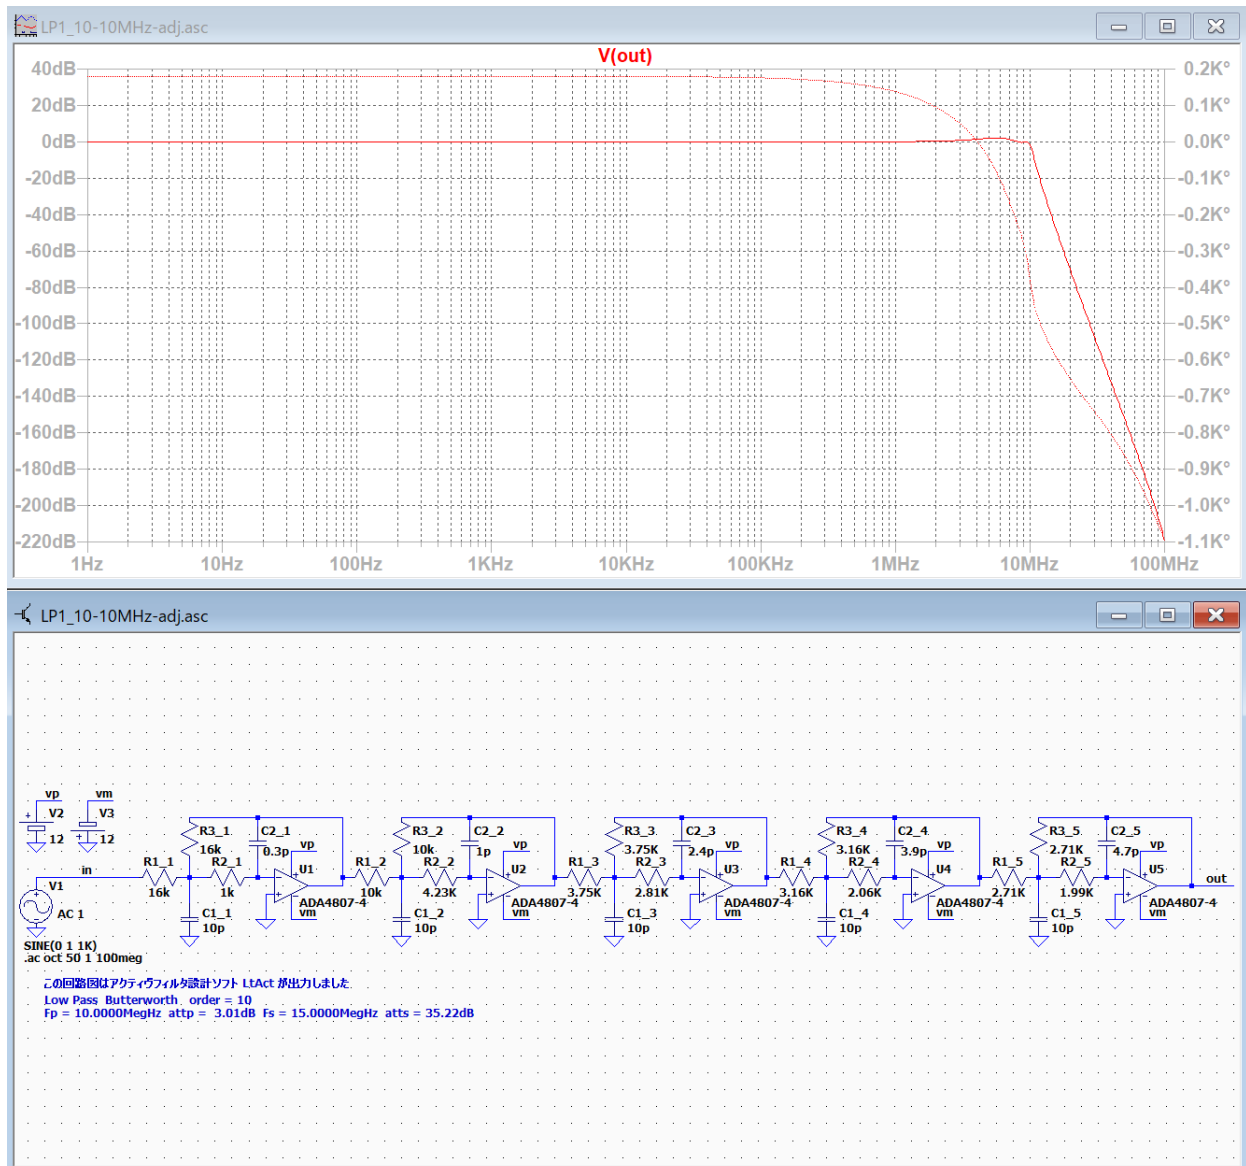 LP1_10-10MHz-adj.asc
V(out)
40dB
20dB
0dB
-20dB
-40dB
-60dB
-80dB
-100dB
-120dB
-140dB
-160dB
-180dB
-200dB
-220dB
0.2K°
0.1K°
0.0K°
-0.1K°
-0.2K°
-0.3K°
-0.4K°
-0.5K°
-0.6K°
-0.7K°
-0.8K°
-0.9K°
-1.0K°
-1.1K°
1Hz 10Hz 100Hz 1KHz 10KHz 100KHz 1MHz 10MHz 100MHz
LP1_10-10MHz-adj.asc
vp vm
V2 V3
12 12
in
V1
AC 1
SINE(0 1 1K)
.ac oct 50 1 100meg
R1_1
16k
R3_1
16k
R2_1
1k
C2_1
0.3p
C1_1
10p
vp
U1
ADA4807-4
vm
R1_2
10k
R3_2
10k
R2_2
4.23K
C2_2
1p
C1_2
10p
vp
U2
ADA4807-4
vm
R1_3
3.75K
R3_3
3.75K
R2_3
2.81K
C2_3
2.4p
C1_3
10p
vp
U3
ADA4807-4
vm
R1_4
3.16K
R3_4
3.16K
R2_4
2.06K
C2_4
3.9p
C1_4
10p
vp
U4
ADA4807-4
vm
R1_5
2.71K
R3_5
2.71K
R2_5
1.99K
C2_5
4.7p
C1_5
10p
vp
U5
ADA4807-4
vm
out
この回路図はアクティヴフィルタ設計ソフト LtAct が出力しました
Low Pass Butterworth order = 10
Fp = 10.0000MegHz attp = 3.01dB Fs = 15.0000MegHz atts = 35.22dB